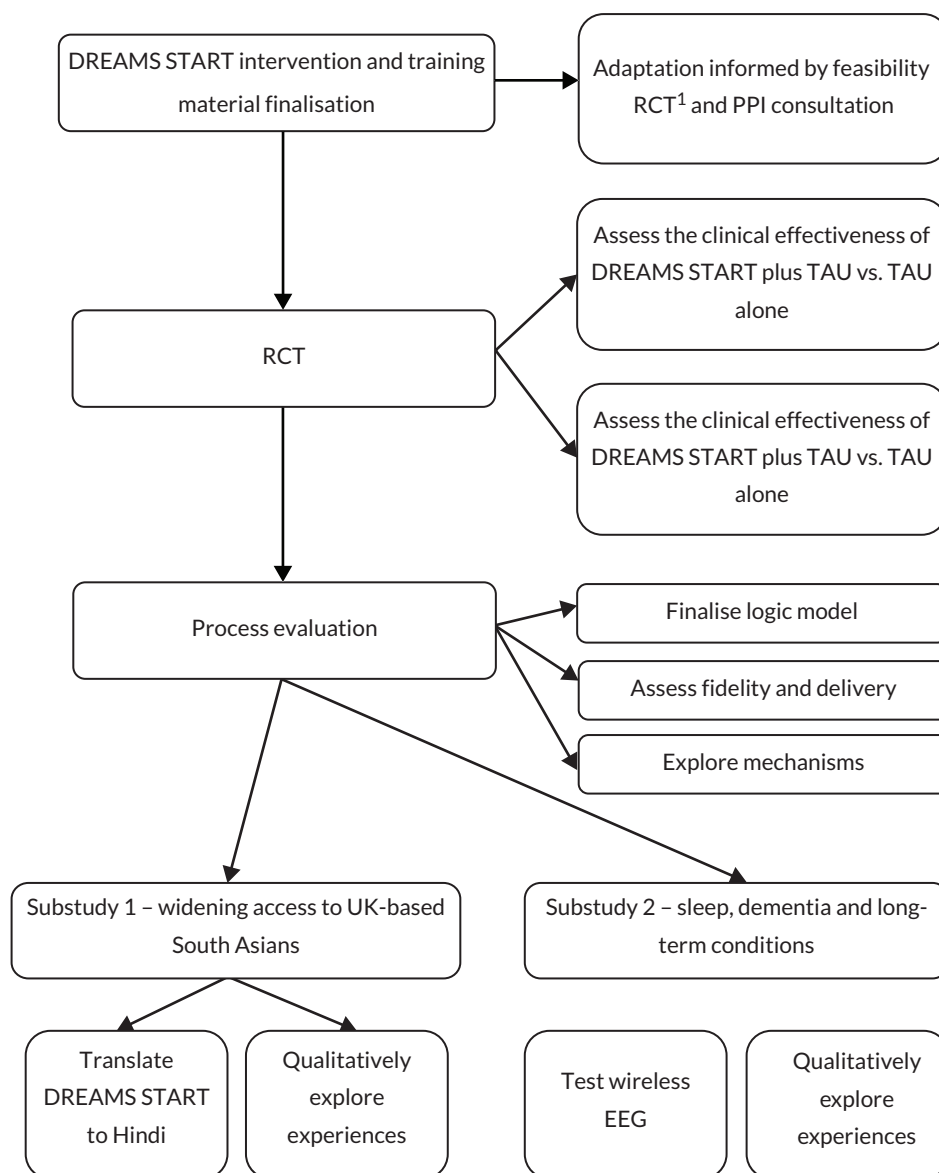 DREAMS START intervention and training
material finalisation
Adaptation informed by feasibility
RCT1 and PPI consultation
Assess the clinical effectiveness of
DREAMS START plus TAU vs. TAU
alone
RCT
Assess the clinical effectiveness of
DREAMS START plus TAU vs. TAU
alone
Process evaluation
Finalise logic model
Assess fidelity and delivery
Explore mechanisms
Substudy 1 – widening access to UK-based
South Asians
Substudy 2 – sleep, dementia and long-
term conditions
Translate
DREAMS START
to Hindi
Qualitatively
explore
experiences
Test wireless
EEG
Qualitatively
explore
experiences